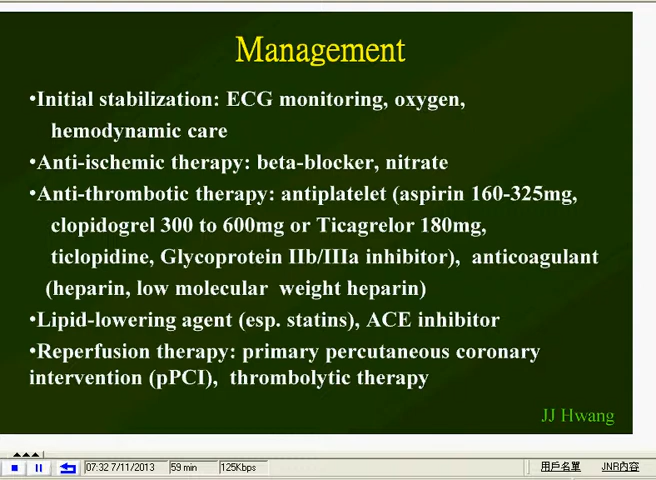 Management
•Initial stabilization: ECG monitoring, oxygen,
hemodynamic care
•Anti-ischemic therapy: beta-blocker, nitrate
•Anti-thrombotic therapy: antiplatelet (aspirin 160-325mg,
clopidogrel 300 to 600mg or Ticagrelor 180mg,
ticlopidine, Glycoprotein IIb/IIIa inhibitor), anticoagulant
(heparin, low molecular weight heparin)
•Lipid-lowering agent (esp. statins), ACE inhibitor
•Reperfusion therapy: primary percutaneous coronary
intervention (pPCI), thrombolytic therapy
JJ Hwang
07:32 7/11/2013 59 min 125Kbps 用戶名單 JNR內容